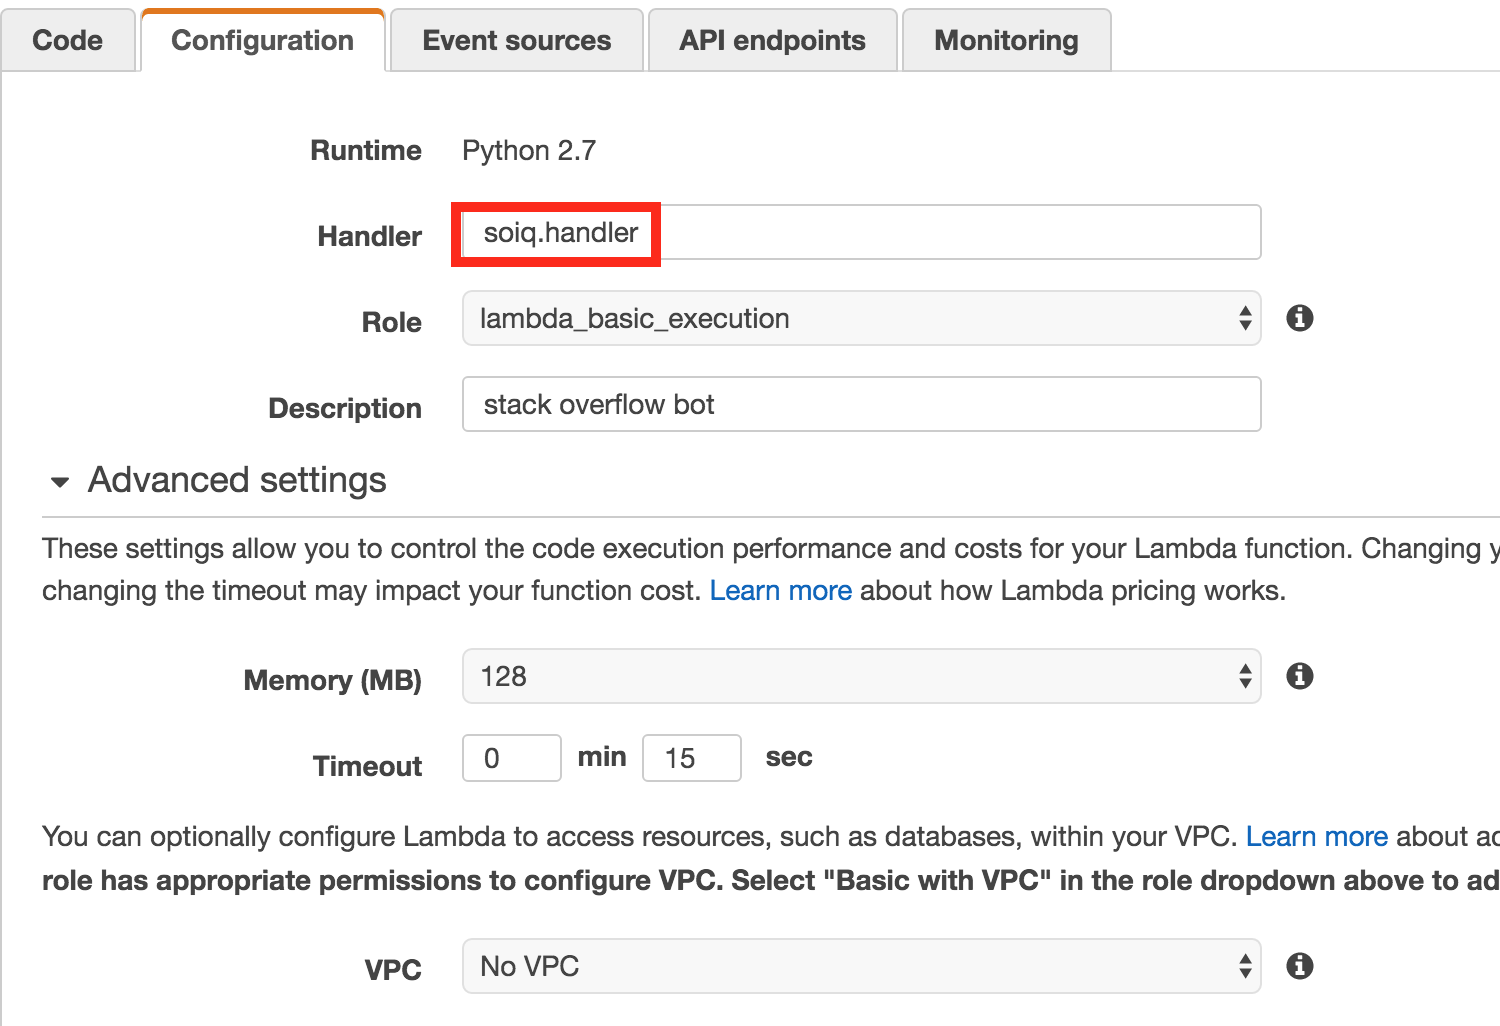 Code Configuration Event sources API endpoints Monitoring
Runtime Python 2.7
Handler soiq.handler
Role lambda_basic_execution
Description stack overflow bot
Advanced settings
These settings allow you to control the code execution performance and costs for your Lambda function. Changing y
changing the timeout may impact your function cost. Learn more about how Lambda pricing works.
Memory (MB) 128
Timeout 0 min 15 sec
You can optionally configure Lambda to access resources, such as databases, within your VPC. Learn more about ac
role has appropriate permissions to configure VPC. Select "Basic with VPC" in the role dropdown above to ad
VPC No VPC